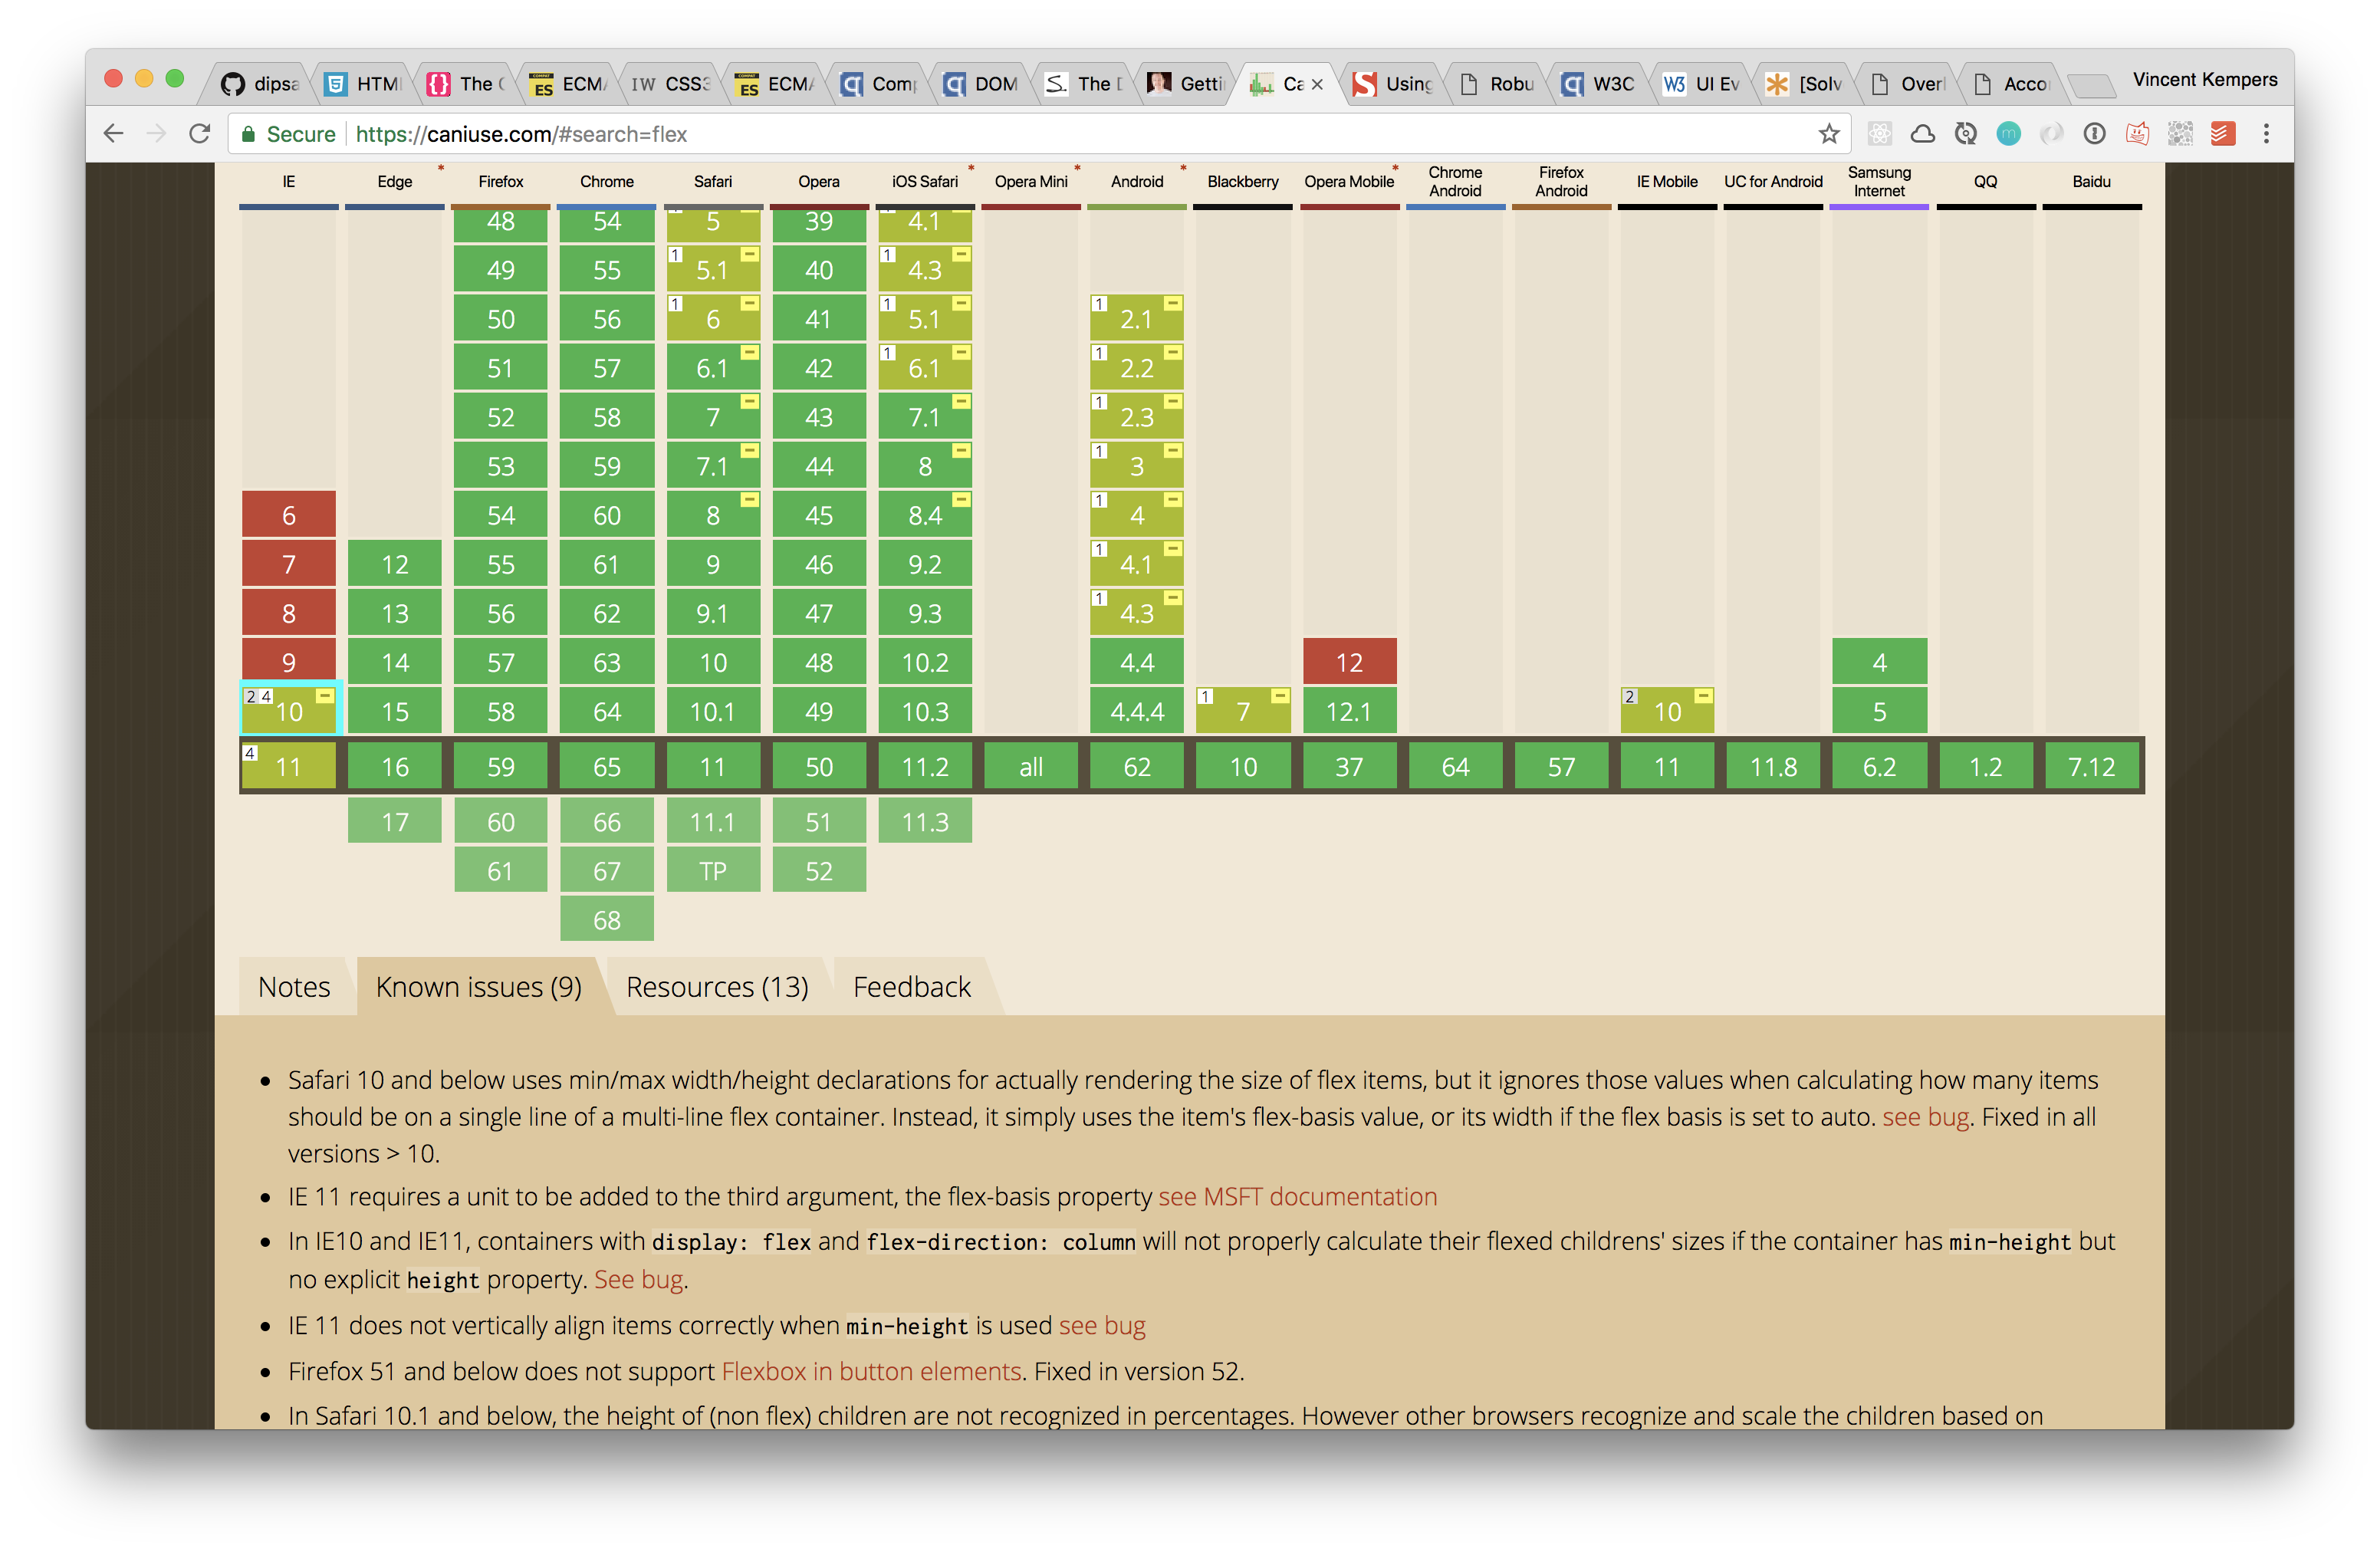 dipsa HTM The ECMA IW CSS3 ECMA Com DOM S. The Getti Ca × Using Robu W3C W3 UI Ev [Solv Over Acco Vincent Kempers
Secure https://caniuse.com/#search=flex
IE Edge * Firefox Chrome Safari Opera iOS Safari * Opera Mini * Android * Blackberry Opera Mobile * Chrome Android Firefox Android IE Mobile UC for Android Samsung Internet QQ Baidu
48 54 5 39 4.1
49 55 1 5.1 40 1 4.3
50 56 1 6 41 1 5.1 1 2.1
51 57 6.1 42 1 6.1 1 2.2
52 58 7 43 7.1 1 2.3
53 59 7.1 44 8 1 3
6 54 60 8 45 8.4 1 4
7 12 55 61 9 46 9.2 1 4.1
8 13 56 62 9.1 47 9.3 1 4.3
9 14 57 63 10 48 10.2 4.4 12 4
2 4 10 15 58 64 10.1 49 10.3 4.4.4 1 7 12.1 2 10 5
4 11 16 59 65 11 50 11.2 all 62 10 37 64 57 11 11.8 6.2 1.2 7.12
17 60 66 11.1 51 11.3
61 67 TP 52
68
Notes Known issues (9) Resources (13) Feedback
• Safari 10 and below uses min/max width/height declarations for actually rendering the size of flex items, but it ignores those values when calculating how many items
should be on a single line of a multi-line flex container. Instead, it simply uses the item's flex-basis value, or its width if the flex basis is set to auto. see bug. Fixed in all
versions > 10.
• IE 11 requires a unit to be added to the third argument, the flex-basis property see MSFT documentation
• In IE10 and IE11, containers with display: flex and flex-direction: column will not properly calculate their flexed childrens' sizes if the container has min-height but
no explicit height property. See bug.
• IE 11 does not vertically align items correctly when min-height is used see bug
• Firefox 51 and below does not support Flexbox in button elements. Fixed in version 52.
• In Safari 10.1 and below, the height of (non flex) children are not recognized in percentages. However other browsers recognize and scale the children based on